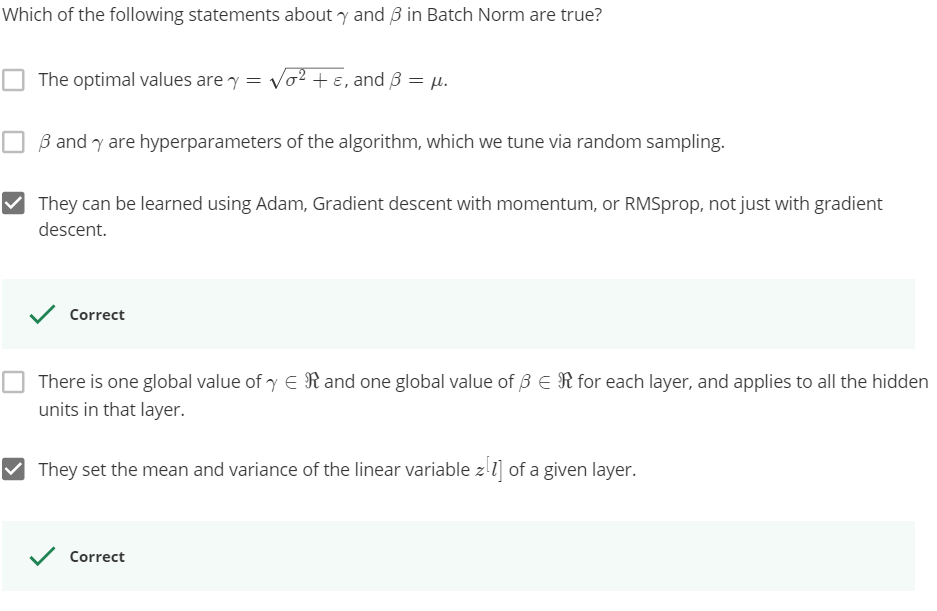 Which of the following statements about γ and β in Batch Norm are true?
The optimal values are γ = √σ² + ε, and β = μ.
β and γ are hyperparameters of the algorithm, which we tune via random sampling.
They can be learned using Adam, Gradient descent with momentum, or RMSprop, not just with gradient
descent.
Correct
There is one global value of γ ∈ ℜ and one global value of β ∈ ℜ for each layer, and applies to all the hidden
units in that layer.
They set the mean and variance of the linear variable z^[l] of a given layer.
Correct